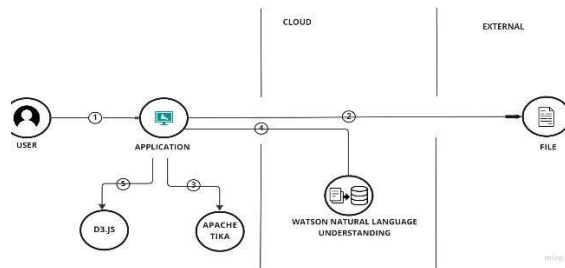 CLOUD
EXTERNAL
1
2
USER
APPLICATION
4
FILE
5
3
D3.JS
APACHE
TIKA
WATSON NATURAL LANGUAGE
UNDERSTANDING
miro